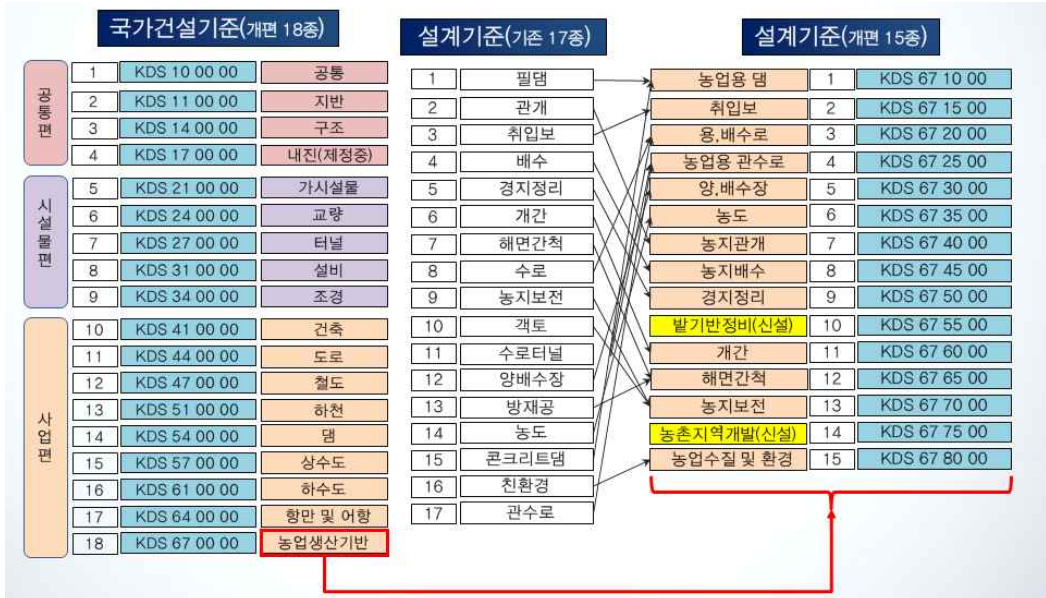 국가건설기준(개편 18종)
공통편
1 KDS 10 00 00 공통
2 KDS 11 00 00 지반
3 KDS 14 00 00 구조
4 KDS 17 00 00 내진(제정중)
시설물편
5 KDS 21 00 00 가시설물
6 KDS 24 00 00 교량
7 KDS 27 00 00 터널
8 KDS 31 00 00 설비
9 KDS 34 00 00 조경
사업편
10 KDS 41 00 00 건축
11 KDS 44 00 00 도로
12 KDS 47 00 00 철도
13 KDS 51 00 00 하천
14 KDS 54 00 00 댐
15 KDS 57 00 00 상수도
16 KDS 61 00 00 하수도
17 KDS 64 00 00 항만 및 어항
18 KDS 67 00 00 농업생산기반
설계기준(기존 17종)
1 필댐
2 관개
3 취입보
4 배수
5 경지정리
6 개간
7 해면간척
8 수로
9 농지보전
10 객토
11 수로터널
12 양배수장
13 방재공
14 농도
15 콘크리트댐
16 친환경
17 관수로
설계기준(개편 15종)
농업용 댐 1 KDS 67 10 00
취입보 2 KDS 67 15 00
용,배수로 3 KDS 67 20 00
농업용 관수로 4 KDS 67 25 00
양,배수장 5 KDS 67 30 00
농도 6 KDS 67 35 00
농지관개 7 KDS 67 40 00
농지배수 8 KDS 67 45 00
경지정리 9 KDS 67 50 00
밭기반정비(신설) 10 KDS 67 55 00
개간 11 KDS 67 60 00
해면간척 12 KDS 67 65 00
농지보전 13 KDS 67 70 00
농촌지역개발(신설) 14 KDS 67 75 00
농업수질 및 환경 15 KDS 67 80 00